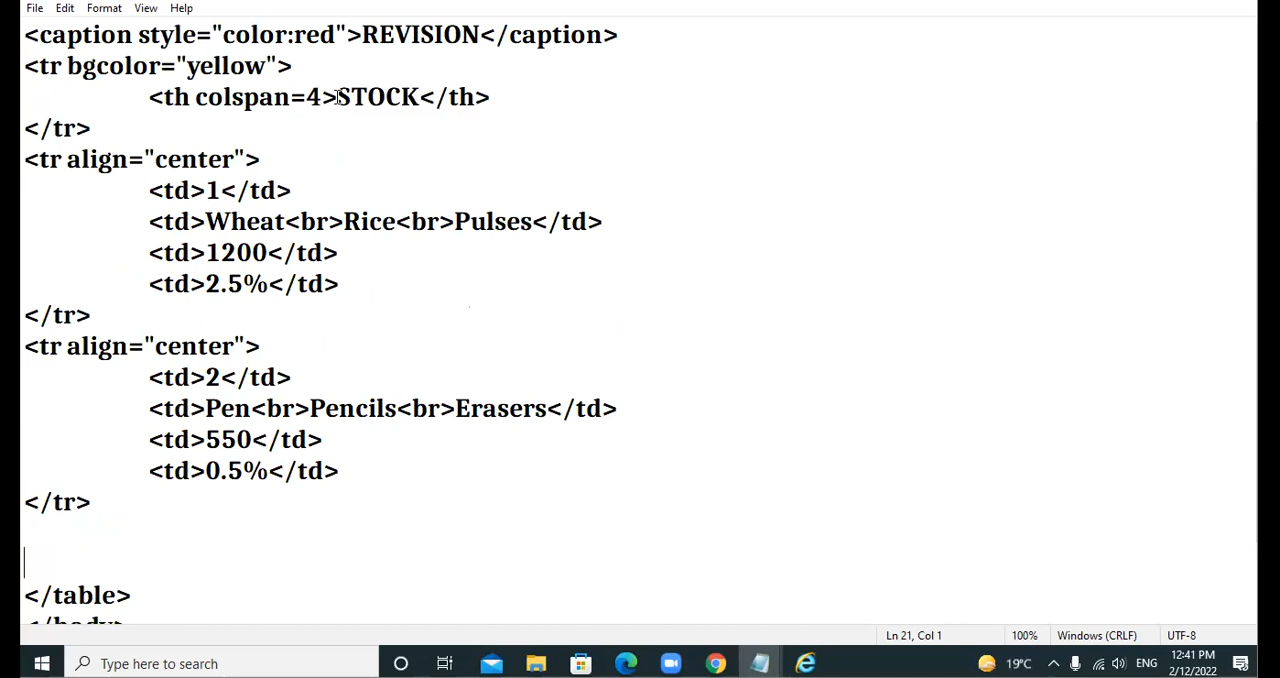 File Edit Format View Help
<caption style="color:red">REVISION</caption>
<tr bgcolor="yellow">
<th colspan=4>STOCK</th>
</tr>
<tr align="center">
<td>1</td>
<td>Wheat<br>Rice<br>Pulses</td>
<td>1200</td>
<td>2.5%</td>
</tr>
<tr align="center">
<td>2</td>
<td>Pen<br>Pencils<br>Erasers</td>
<td>550</td>
<td>0.5%</td>
</tr>
</table>
</body>
Ln 21, Col 1 100% Windows (CRLF) UTF-8
Type here to search 19°C ENG 12:41 PM
2/12/2022